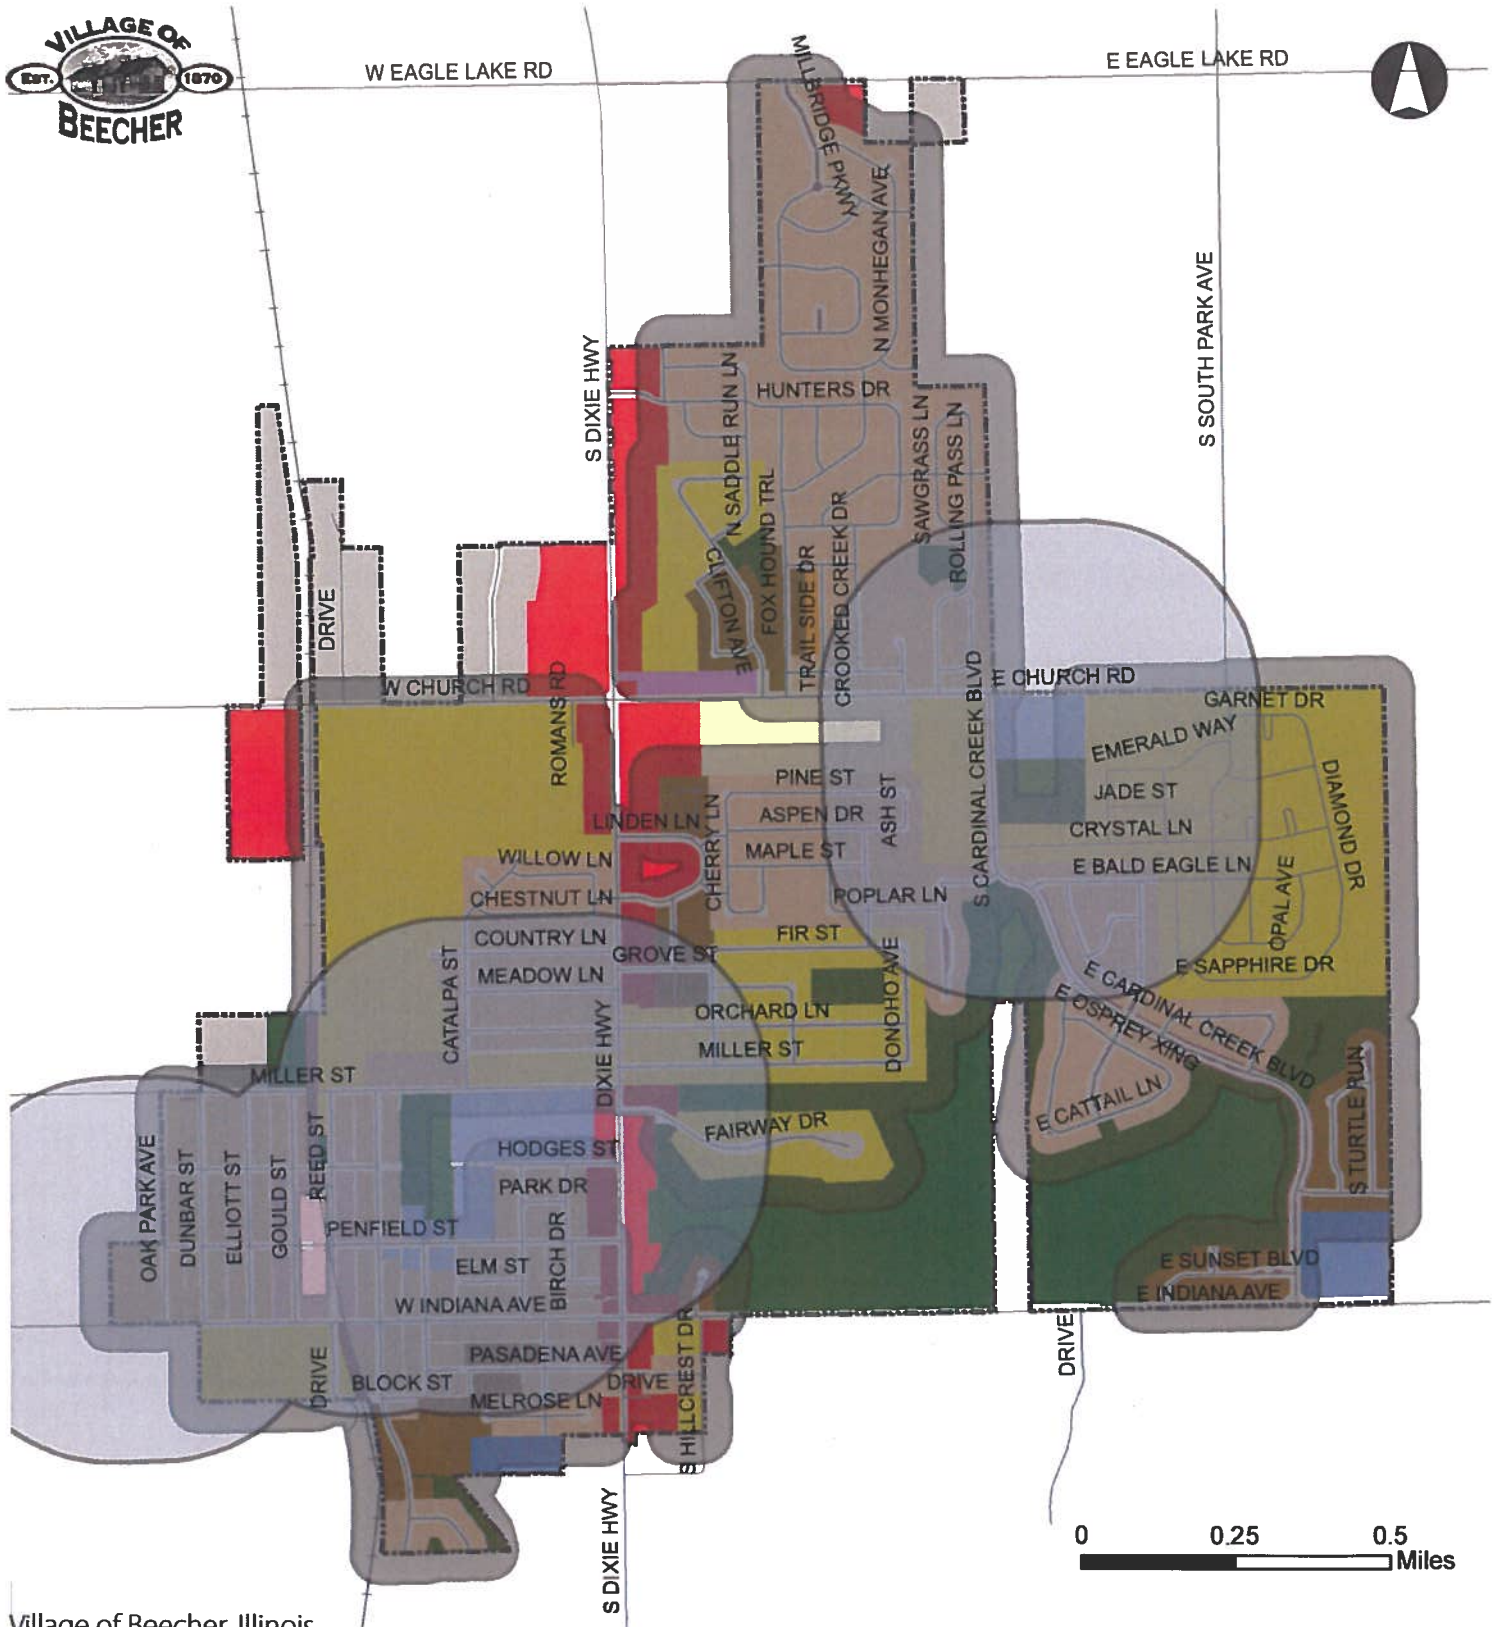 VILLAGE OF
EST. 1870
BEECHER
W EAGLE LAKE RD
E EAGLE LAKE RD
MILLBRIDGE PKWY
N MONHEGAN AVE
S SOUTH PARK AVE
S DIXIE HWY
HUNTERS DR
N SADDLE RUN LN
SAWGRASS LN
ROLLING PASS LN
FOX HOUND TRL
CLIFTON AVE
TRAIL SIDE DR
CROOKED CREEK DR
DRIVE
W CHURCH RD
ROMANS RD
E CHURCH RD
S CARDINAL CREEK BLVD
GARNET DR
EMERALD WAY
DIAMOND DR
PINE ST
JADE ST
ASPEN DR
ASH ST
LINDEN LN
CHERRY LN
CRYSTAL LN
MAPLE ST
WILLOW LN
E BALD EAGLE LN
CHESTNUT LN
POPLAR LN
OPAL AVE
COUNTRY LN
FIR ST
GROVE ST
CATALPA ST
MEADOW LN
DONOHO AVE
E SAPPHIRE DR
E CARDINAL CREEK BLVD
E OSPREY XING
ORCHARD LN
DIXIE HWY
MILLER ST
MILLER ST
E CATTAIL LN
S TURTLE RUN
FAIRWAY DR
HODGES ST
OAK PARK AVE
DUNBAR ST
ELLIOTT ST
GOULD ST
REED ST
PARK DR
PENFIELD ST
BIRCH DR
ELM ST
E SUNSET BLVD
E INDIANA AVE
W INDIANA AVE
S HILLCREST DR
PASADENA AVE
DRIVE
BLOCK ST
DRIVE
MELROSE LN
DRIVE
S DIXIE HWY
0 0.25 0.5
Miles
Village of Beecher, Illinois